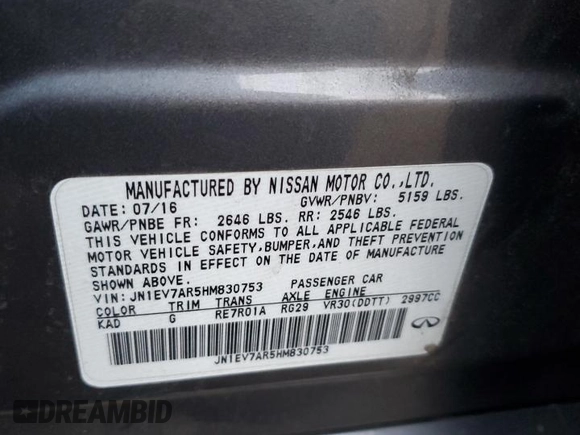 MANUFACTURED BY NISSAN MOTOR CO.,LTD.
DATE: 07/16 GVWR/PNBV: 5159 LBS.
GAWR/PNBE FR: 2646 LBS. RR: 2546 LBS.
THIS VEHICLE CONFORMS TO ALL APPLICABLE FEDERAL
MOTOR VEHICLE SAFETY,BUMPER,AND THEFT PREVENTION
STANDARDS IN EFFECT ON THE DATE OF MANUFACTURE
SHOWN ABOVE.
VIN: JN1EV7AR5HM830753 PASSENGER CAR
COLOR TRIM TRANS AXLE ENGINE
KAD G RE7R01A RG29 VR30(DDTT) 2997CC
JN1EV7AR5HM830753
DREAMBID